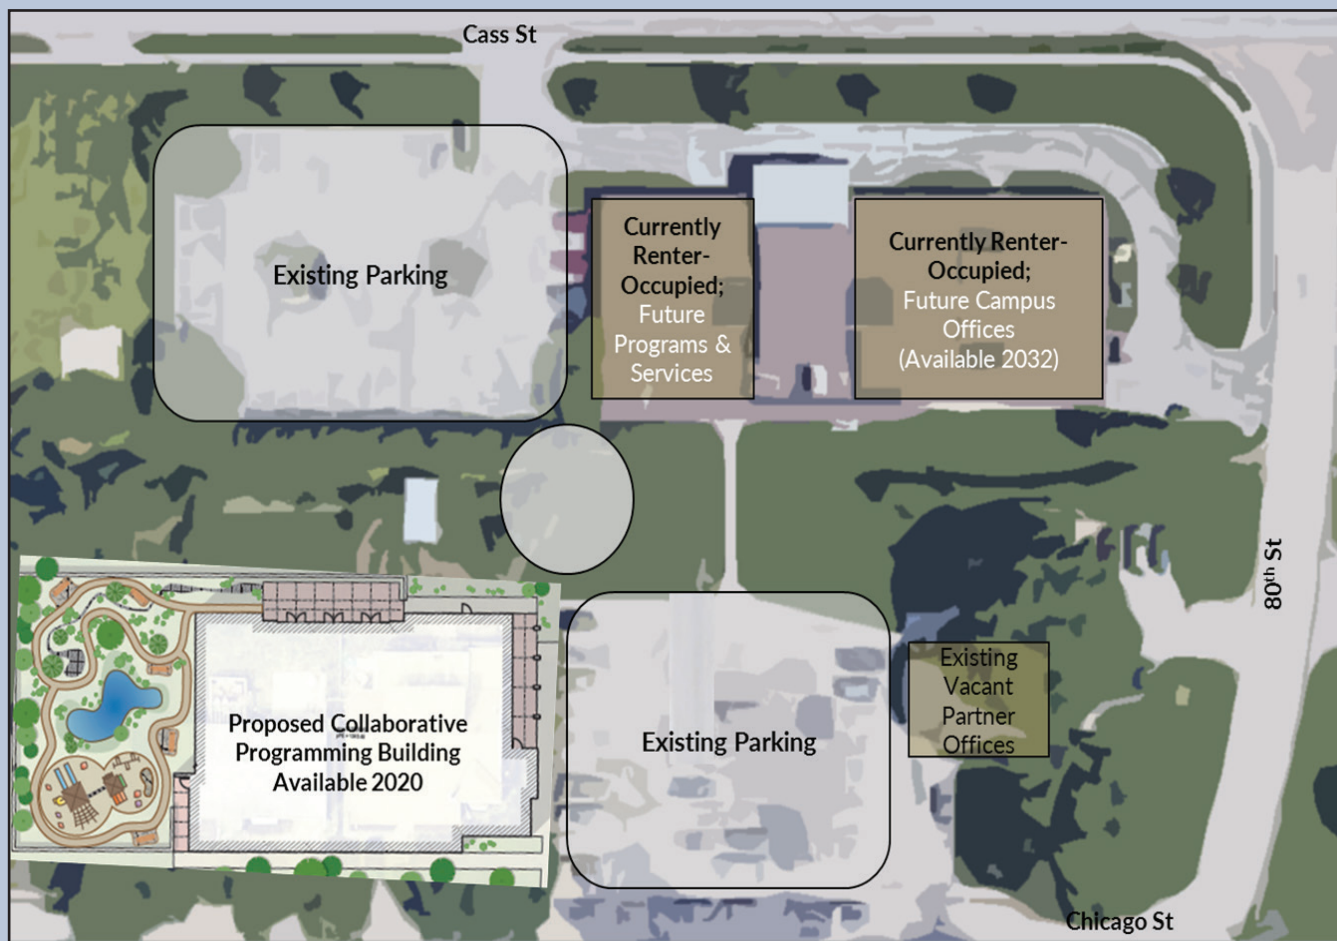 Cass St
Existing Parking
Currently
Renter-
Occupied;
Future
Programs &
Services
Currently Renter-
Occupied;
Future Campus
Offices
(Available 2032)
80th St
Proposed Collaborative
Programming Building
Available 2020
Existing Parking
Existing
Vacant
Partner
Offices
Chicago St